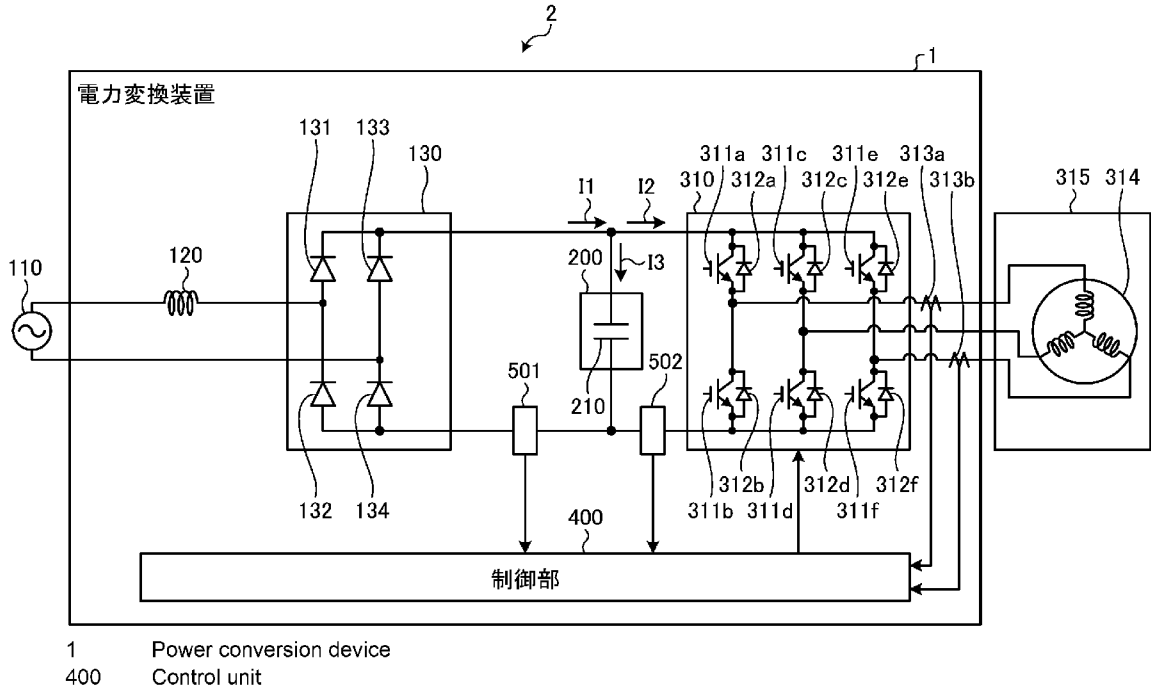 2
1
電力変換装置
131 133
130
I1 I2
311a 311c 311e 313a
310 312a 312c 312e 313b
315 314
120
110
I3
200
501
210
502
132 134
312b 312d 312f
311b 311d 311f
400
制御部
1 Power conversion device
400 Control unit